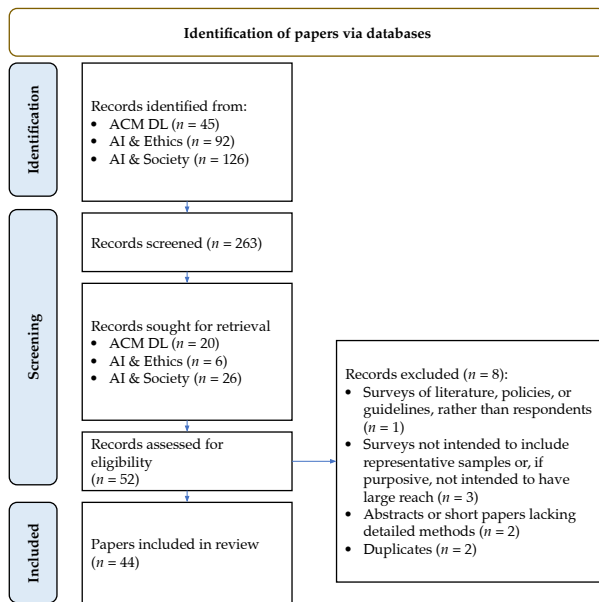 Identification of papers via databases
Identification
Records identified from:
• ACM DL (n = 45)
• AI & Ethics (n = 92)
• AI & Society (n = 126)
Screening
Records screened (n = 263)
Records sought for retrieval
• ACM DL (n = 20)
• AI & Ethics (n = 6)
• AI & Society (n = 26)
Records assessed for
eligibility
(n = 52)
Records excluded (n = 8):
• Surveys of literature, policies, or
guidelines, rather than respondents
(n = 1)
• Surveys not intended to include
representative samples or, if
purposive, not intended to have
large reach (n = 3)
• Abstracts or short papers lacking
detailed methods (n = 2)
• Duplicates (n = 2)
Included
Papers included in review
(n = 44)